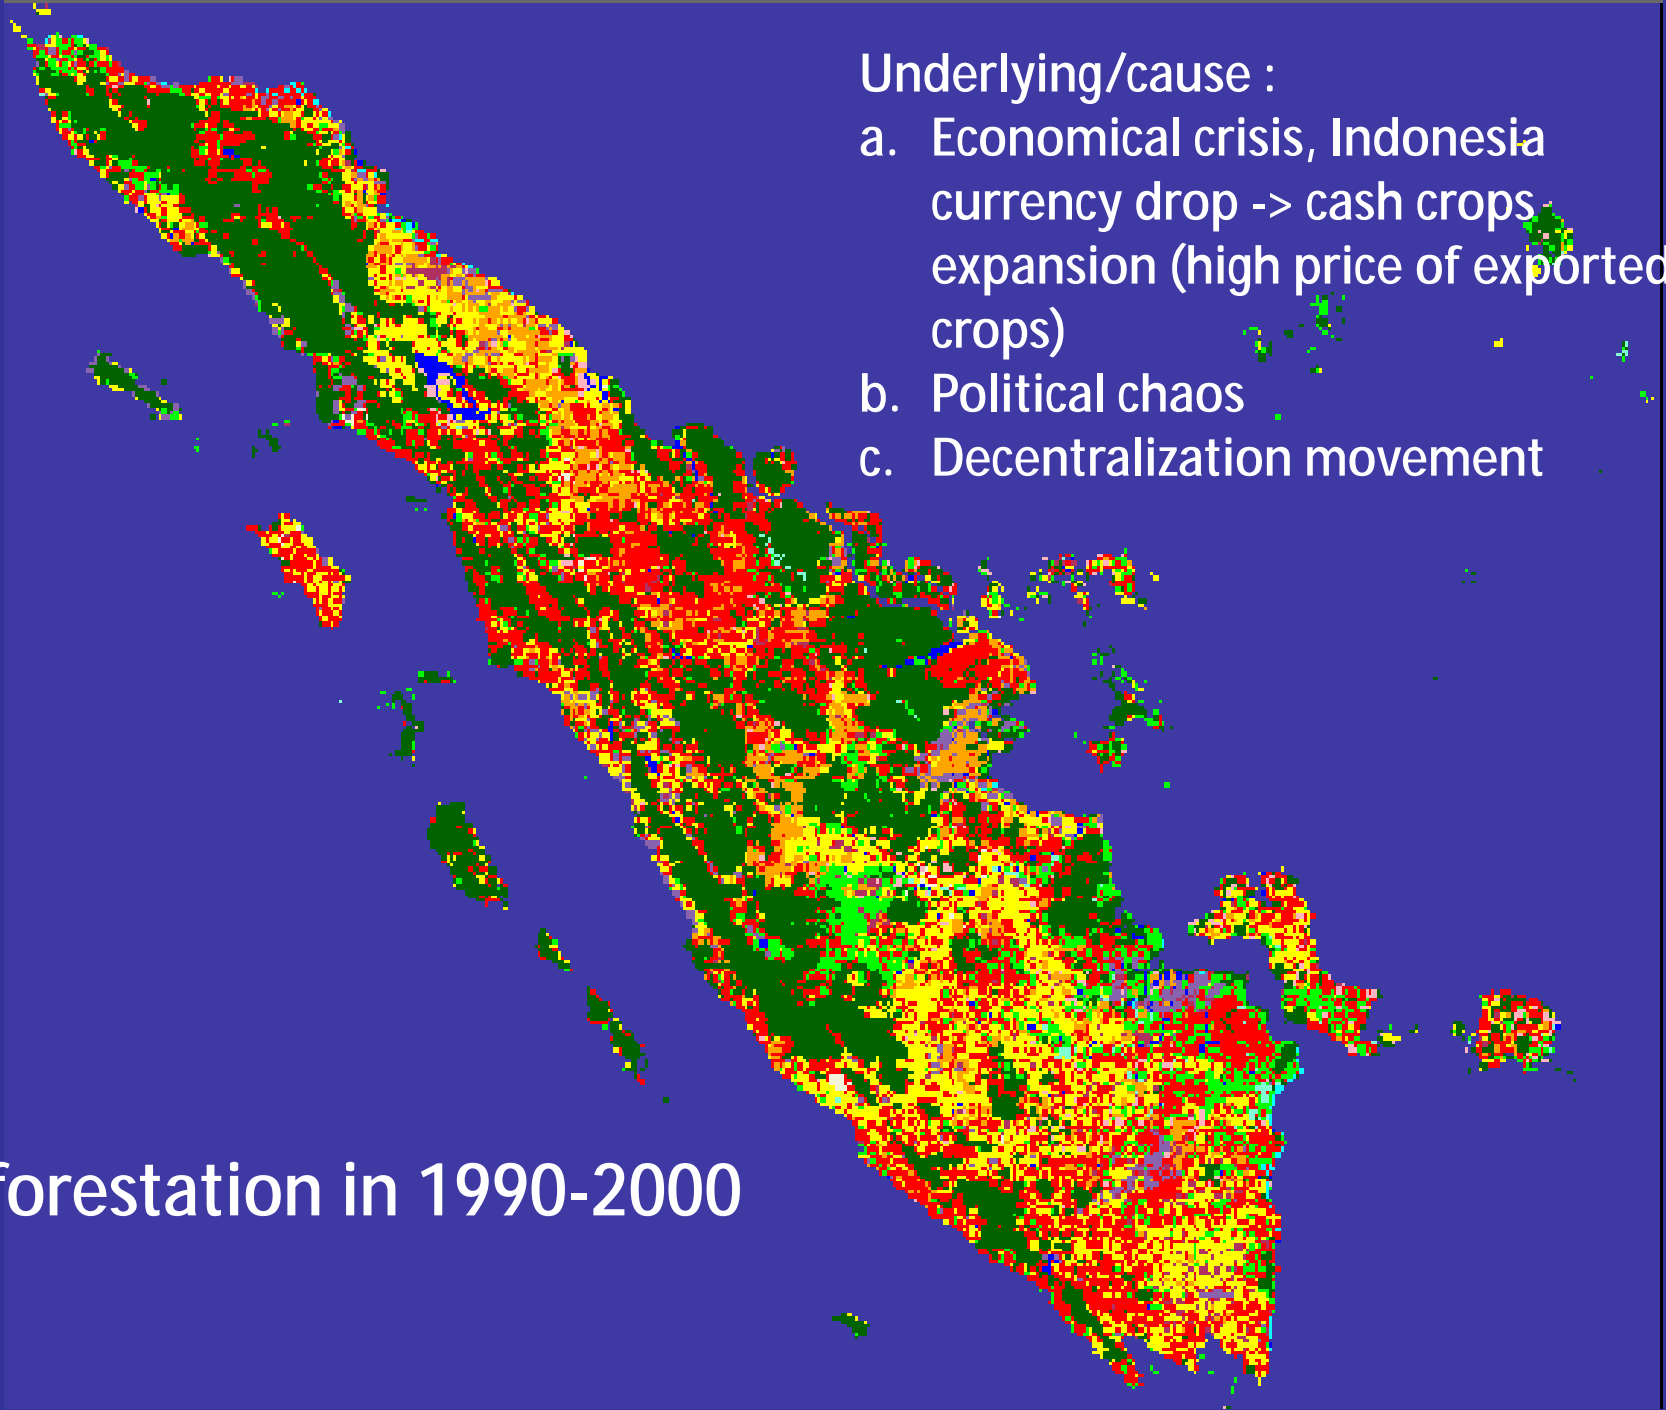 Underlying/cause :
a. Economical crisis, Indonesia
currency drop -> cash crops
expansion (high price of exported
crops)
b. Political chaos
c. Decentralization movement
forestation in 1990-2000